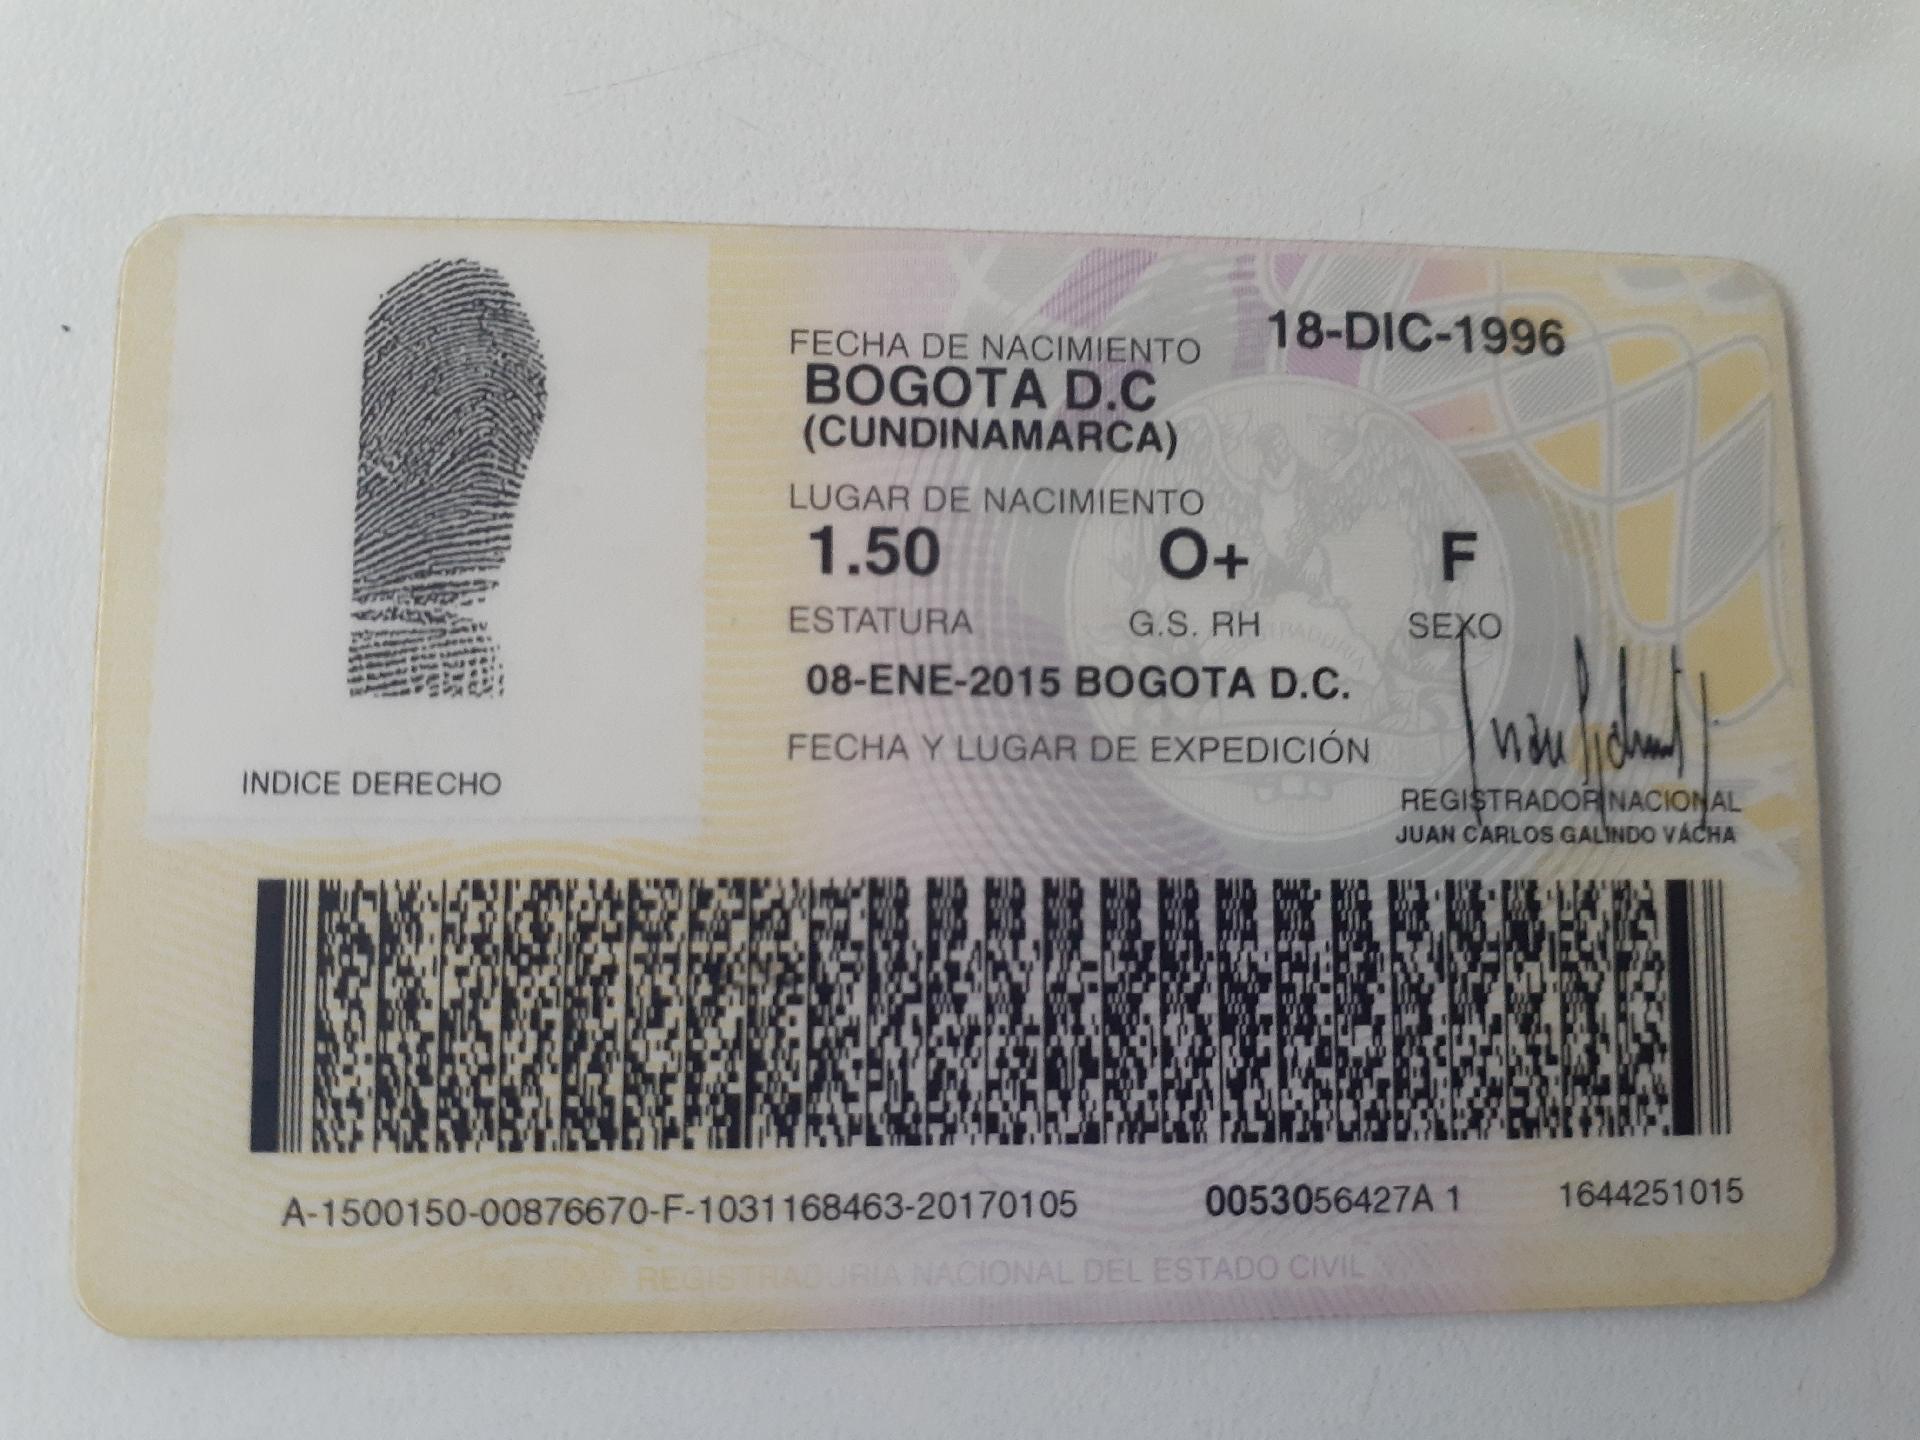 FECHA DE NACIMIENTO 18-DIC-1996
BOGOTA D.C
(CUNDINAMARCA)
LUGAR DE NACIMIENTO
1.50 O+ F
ESTATURA G.S. RH SEXO
08-ENE-2015 BOGOTA D.C.
FECHA Y LUGAR DE EXPEDICIÓN
INDICE DERECHO
REGISTRADOR NACIONAL
JUAN CARLOS GALINDO VÁCHA
A-1500150-00876670-F-1031168463-20170105 0053056427A 1 1644251015
REGISTRADURIA NACIONAL DEL ESTADO CIVIL